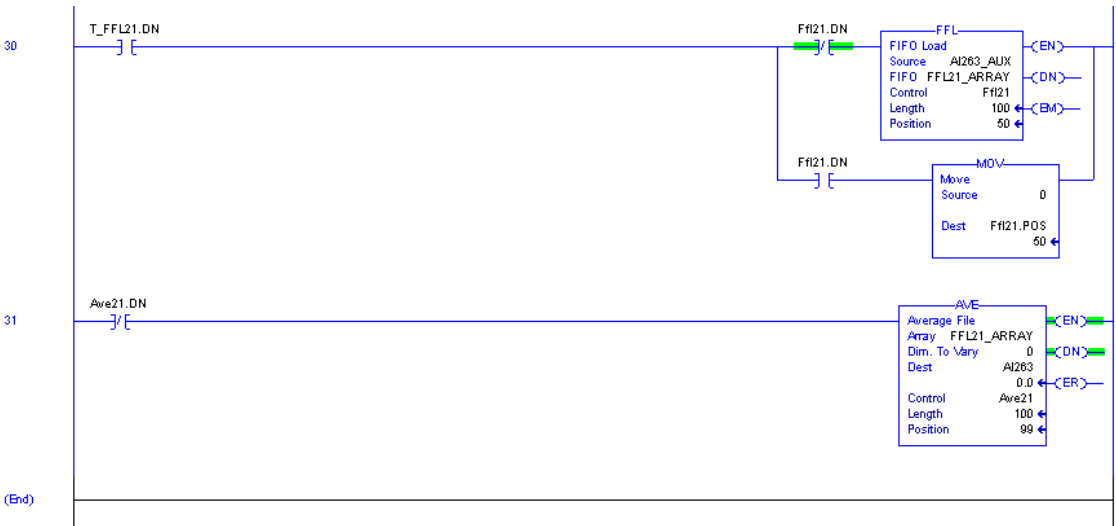 T_FFL21.DN
Ffl21.DN
30
FFL
FIFO Load
Source AI263_AUX
FIFO FFL21_ARRAY
Control Ffl21
Length 100
Position 50
EN
DN
EM
Ffl21.DN
MOV
Move
Source 0
Dest Ffl21.POS
50
Ave21.DN
31
AVE
Average File
Array FFL21_ARRAY
Dim. To Vary 0
Dest AI263
0.0
Control Ave21
Length 100
Position 99
EN
DN
ER
(End)